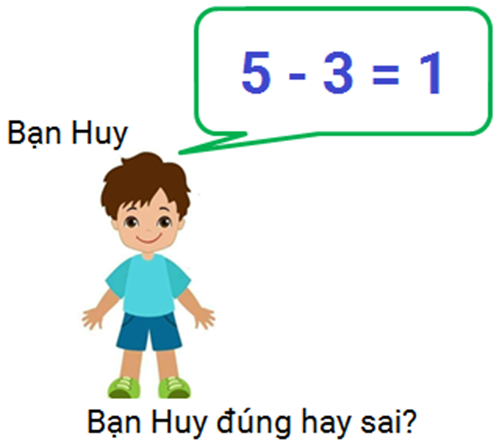 5 - 3 = 1
Bạn Huy
Bạn Huy đúng hay sai?